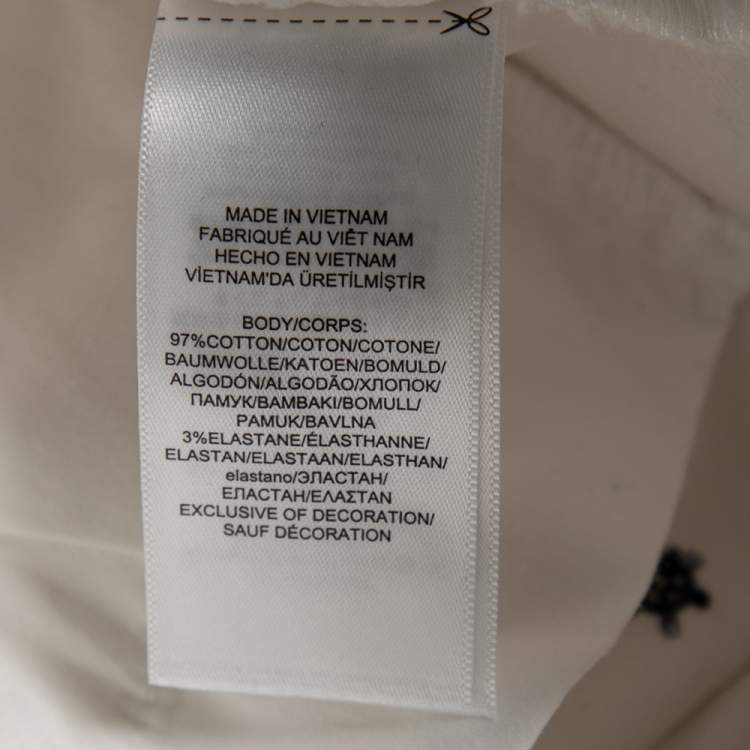 MADE IN VIETNAM
FABRIQUÉ AU VIÊT NAM
HECHO EN VIETNAM
VİETNAM'DA ÜRETİLMİŞTİR
BODY/CORPS:
97%COTTON/COTON/COTONE/
BAUMWOLLE/KATOEN/BOMULD/
ALGODÓN/ALGODÃO/ХЛОПОК/
ПАМУК/ΒΑΜΒΑΚΙ/BOMULL/
PAMUK/BAVLNA
3%ELASTANE/ÉLASTHANNE/
ELASTAN/ELASTAAN/ELASTHAN/
elastano/ЭЛАСТАН/
ЕЛАСТАН/ΕΛΑΣΤΑΝ
EXCLUSIVE OF DECORATION/
SAUF DÉCORATION